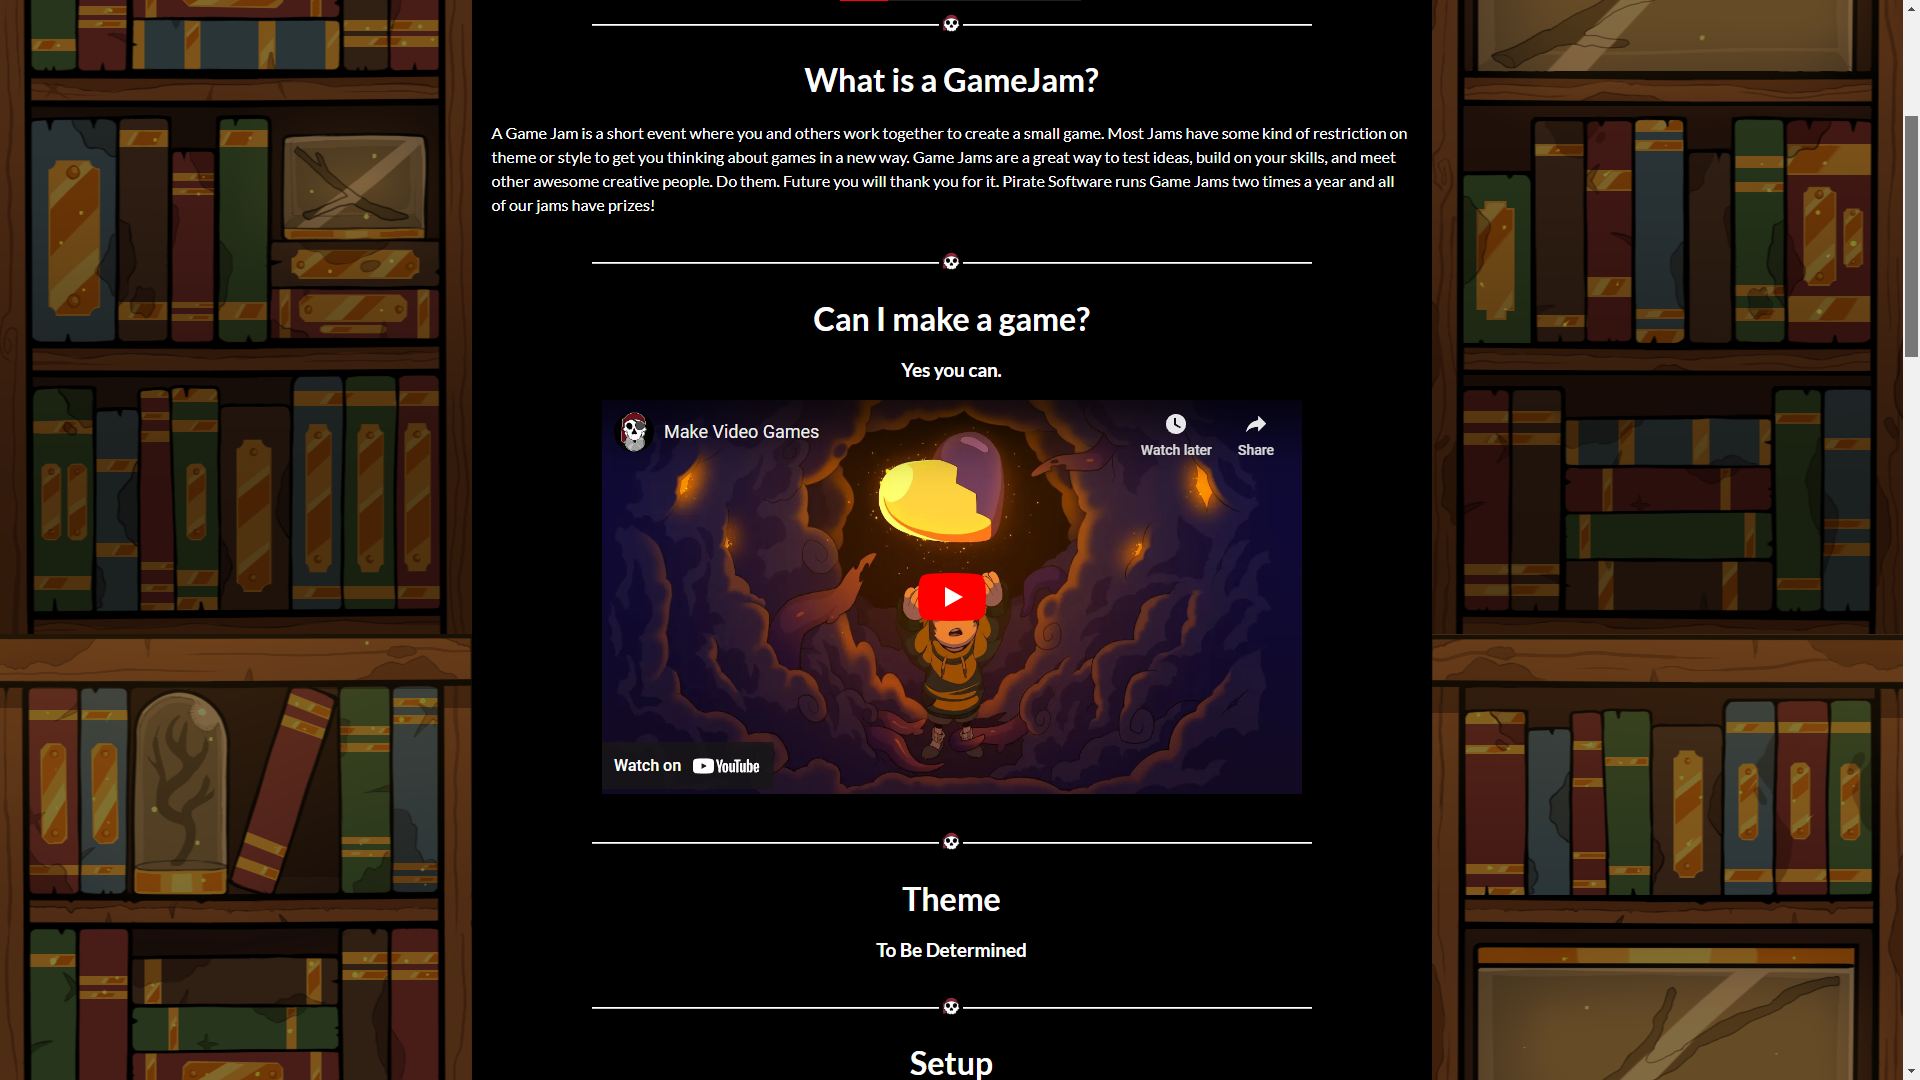 What is a GameJam?
A Game Jam is a short event where you and others work together to create a small game. Most Jams have some kind of restriction on
theme or style to get you thinking about games in a new way. Game Jams are a great way to test ideas, build on your skills, and meet
other awesome creative people. Do them. Future you will thank you for it. Pirate Software runs Game Jams two times a year and all
of our jams have prizes!
Can I make a game?
Yes you can.
Make Video Games
Watch later
Share
Watch on YouTube
Theme
To Be Determined
Setup